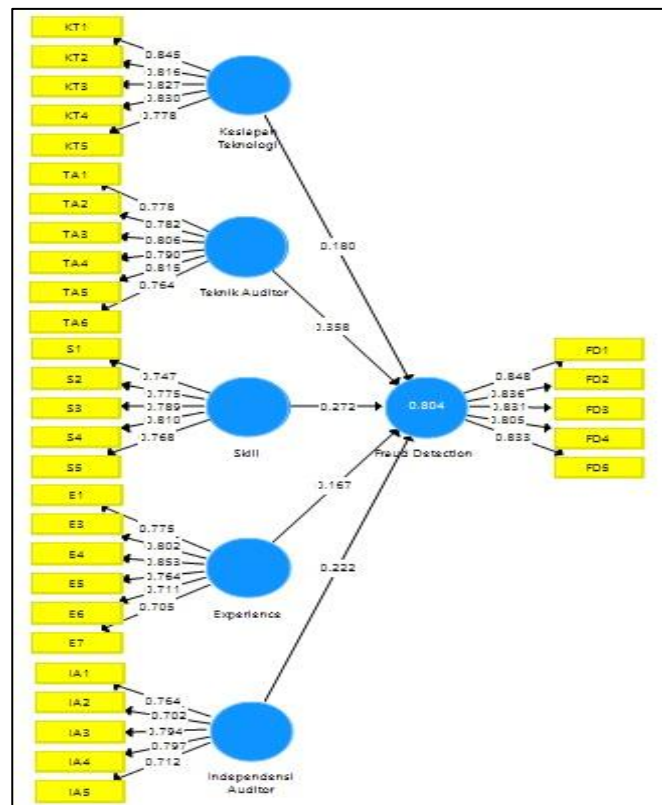 KT1
KT2
KT3
KT4
KT5
0.845
0.816
0.827
0.830
0.778
Kesiapan
Teknologi
TA1
TA2
TA3
TA4
TA5
TA6
0.778
0.782
0.806
0.790
0.815
0.764
Teknik Auditor
S1
S2
S3
S4
S5
0.747
0.775
0.789
0.810
0.768
Skill
E1
E3
E4
E5
E6
E7
0.775
0.802
0.853
0.764
0.711
0.705
Experience
IA1
IA2
IA3
IA4
IA5
0.764
0.702
0.794
0.797
0.712
Independensi
Auditor
0.180
0.358
0.272
0.167
0.222
0.804
Fraud Detection
0.848
0.836
0.831
0.805
0.833
FD1
FD2
FD3
FD4
FD5